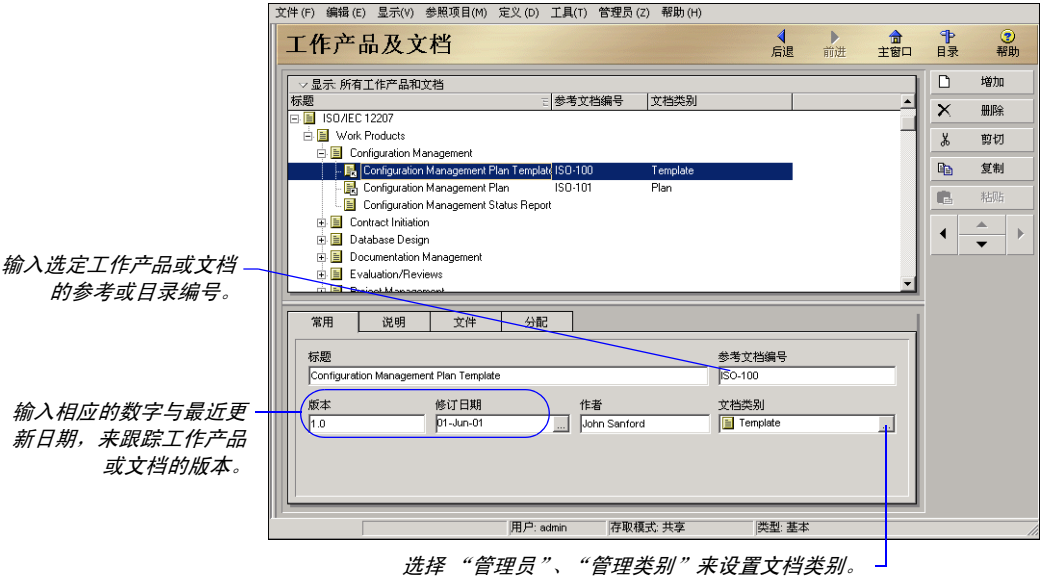 文件(F) 编辑(E) 显示(V) 参照项目(M) 定义(D) 工具(T) 管理员(Z) 帮助(H)
工作产品及文档
后退 前进 主窗口 目录 帮助
显示: 所有工作产品和文档
标题 参考文档编号 文档类别
ISO/IEC 12207
Work Products
Configuration Management
Configuration Management Plan Template ISO-100 Template
Configuration Management Plan ISO-101 Plan
Configuration Management Status Report
Contract Initiation
Database Design
Documentation Management
Evaluation/Reviews
Project Management
增加
删除
剪切
复制
粘贴
输入选定工作产品或文档
的参考或目录编号。
常用 说明 文件 分配
标题 参考文档编号
Configuration Management Plan Template ISO-100
版本 修订日期 作者 文档类别
1.0 01-Jun-01 ... John Sanford Template ...
输入相应的数字与最近更
新日期，来跟踪工作产品
或文档的版本。
用户: admin 存取模式: 共享 类型: 基本
选择 “管理员”、“管理类别”来设置文档类别。